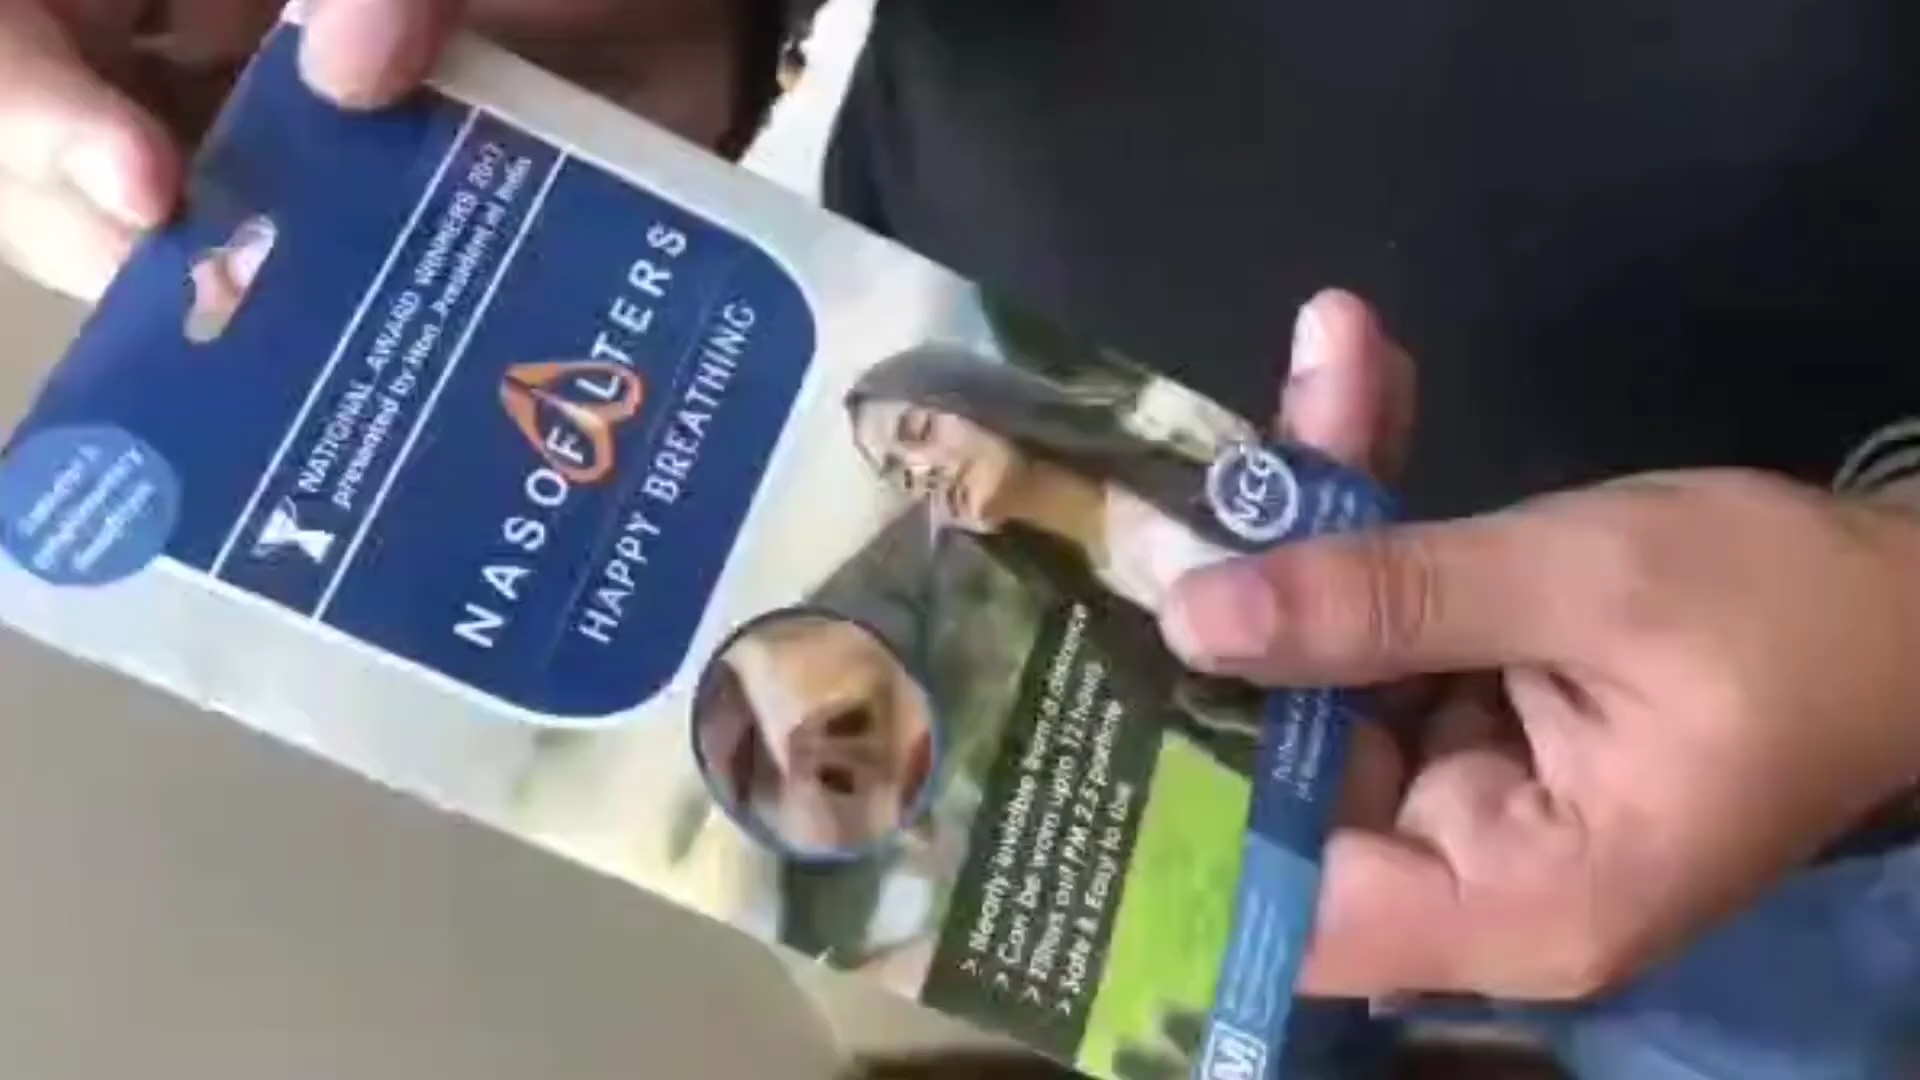 NATIONAL AWARD WINNERS 2017
presented by Hon. President of India
NASOFILTERS
HAPPY BREATHING
> Nearly invisible from a distance
> Can be worn upto 12 hours
> Filters out PM 2.5 particle
> Safe & Easy to Use